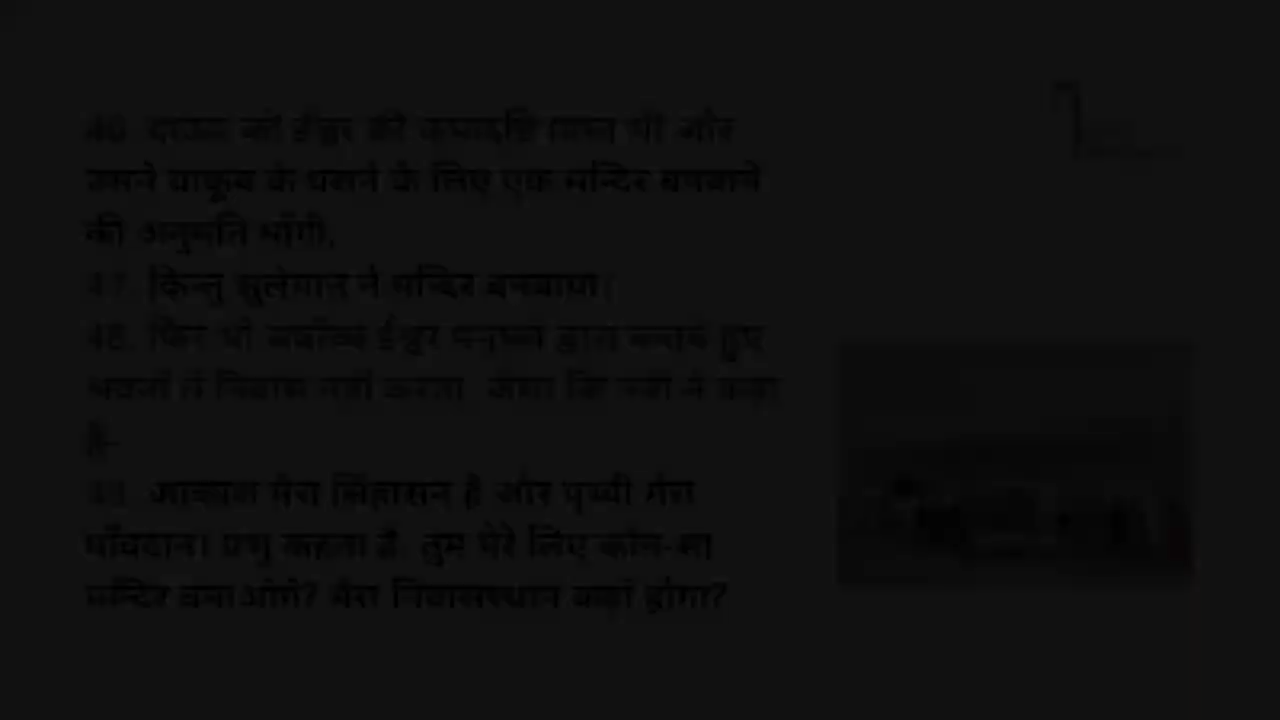 46. दाऊद को ईश्वर की कृपादृष्टि प्राप्त थी और
उसने याकूब के घराने के लिए एक मन्दिर बनवाने
की अनुमति माँगी,
47. किन्तु सुलेमान ने मन्दिर बनवाया।
48. फिर भी सर्वोच्च ईश्वर मनुष्य द्वारा बनाये हुए
भवनों में निवास नहीं करता, जैसा कि नबी ने कहा
है-
49. आकाश मेरा सिंहासन है और पृथ्वी मेरा
पाँवदान। प्रभु कहता है: तुम मेरे लिए कौन-सा
मन्दिर बनाओगे? मेरा निवासस्थान कहाँ होगा?